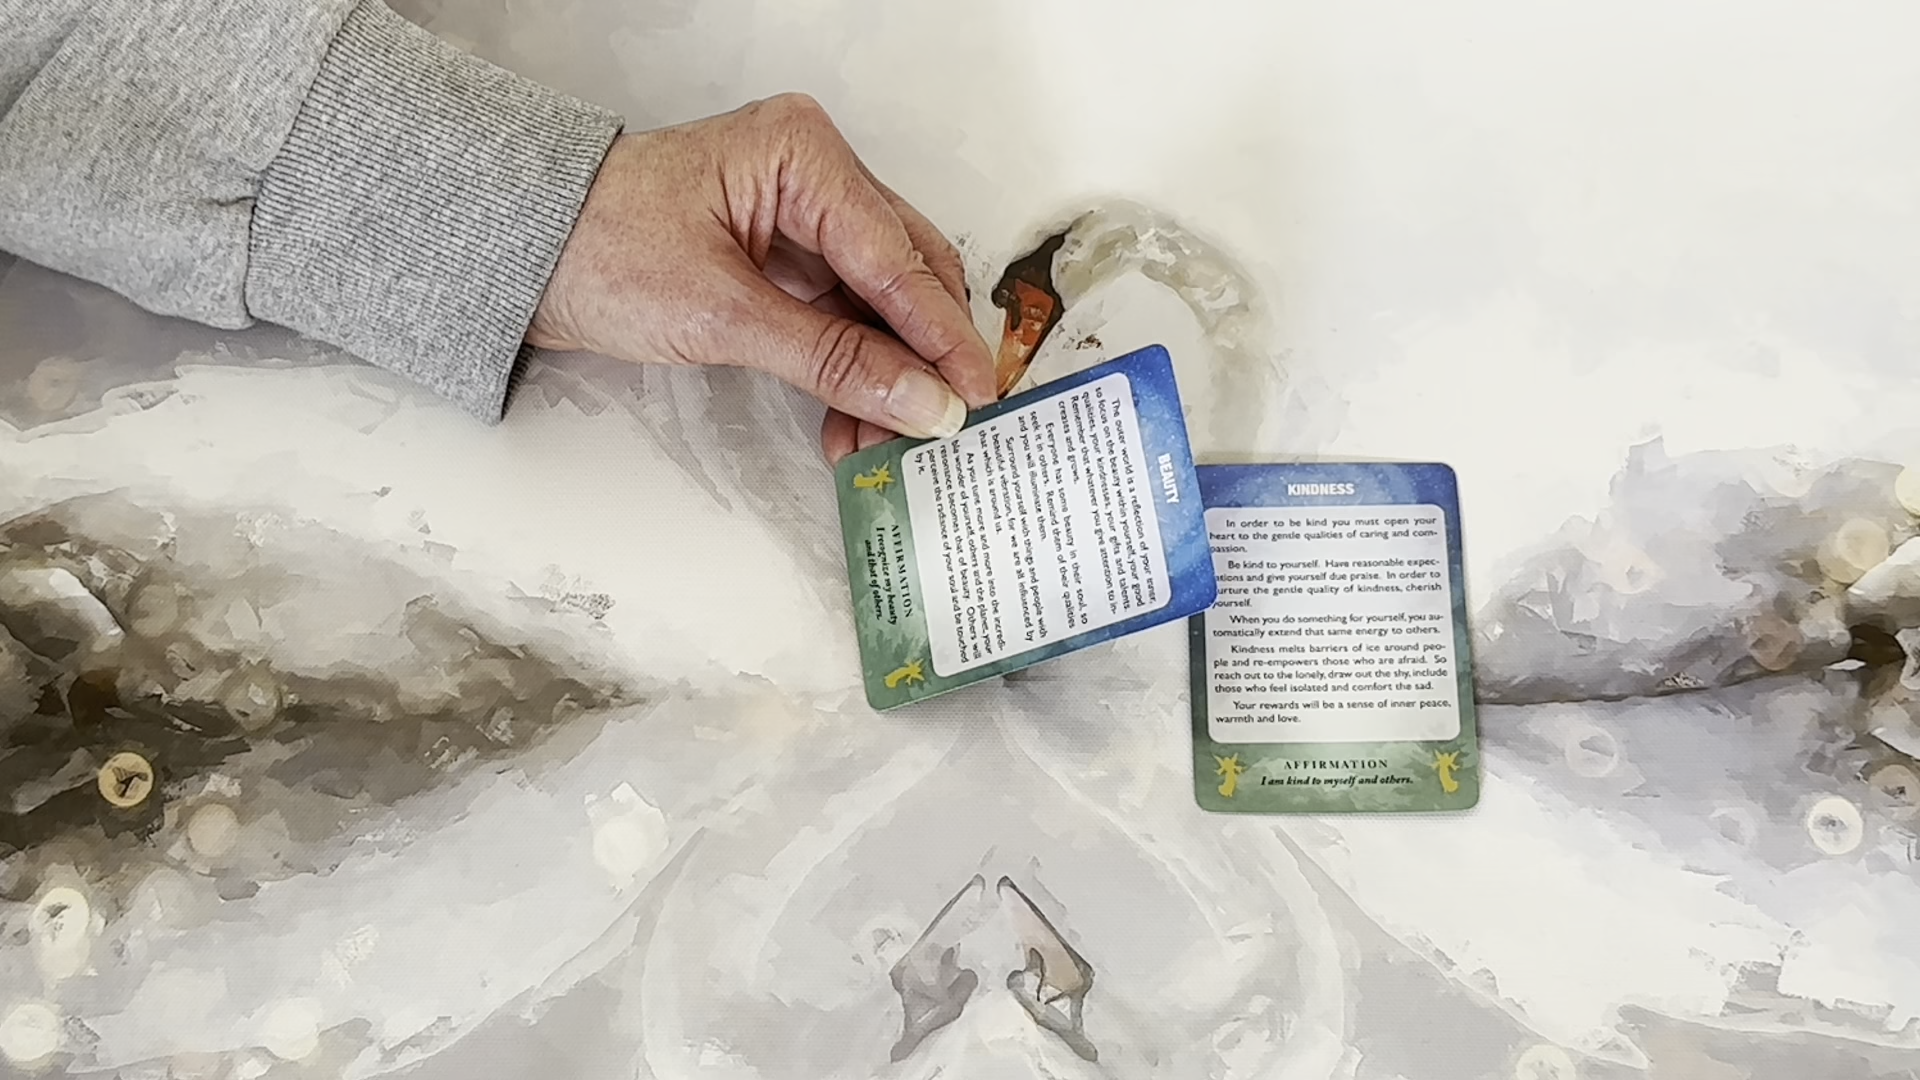 BEAUTY
The outer world is a reflection of your inner,
so focus on the beauty within yourself, your good
qualities, your kindnesses, your gifts and talents.
Remember that whatever you give attention to in-
creases and grows.
Everyone has some beauty in their soul, so
seek it in others. Remind them of their qualities
and you will illuminate them.
Surround yourself with things and people with
a beautiful vibration, for we are all influenced by
that which is around us.
As you tune more and more into the incredi-
ble wonder of yourself, others and the planet, your
resonance becomes that of beauty. Others will
perceive the radiance of your soul and be touched
by it.
AFFIRMATION
I recognize my beauty
and that of others.
KINDNESS
In order to be kind you must open your
heart to the gentle qualities of caring and com-
passion.
Be kind to yourself. Have reasonable expec-
tations and give yourself due praise. In order to
nurture the gentle quality of kindness, cherish
yourself.
When you do something for yourself, you au-
tomatically extend that same energy to others.
Kindness melts barriers of ice around peo-
ple and re-empowers those who are afraid. So
reach out to the lonely, draw out the shy, include
those who feel isolated and comfort the sad.
Your rewards will be a sense of inner peace,
warmth and love.
AFFIRMATION
I am kind to myself and others.